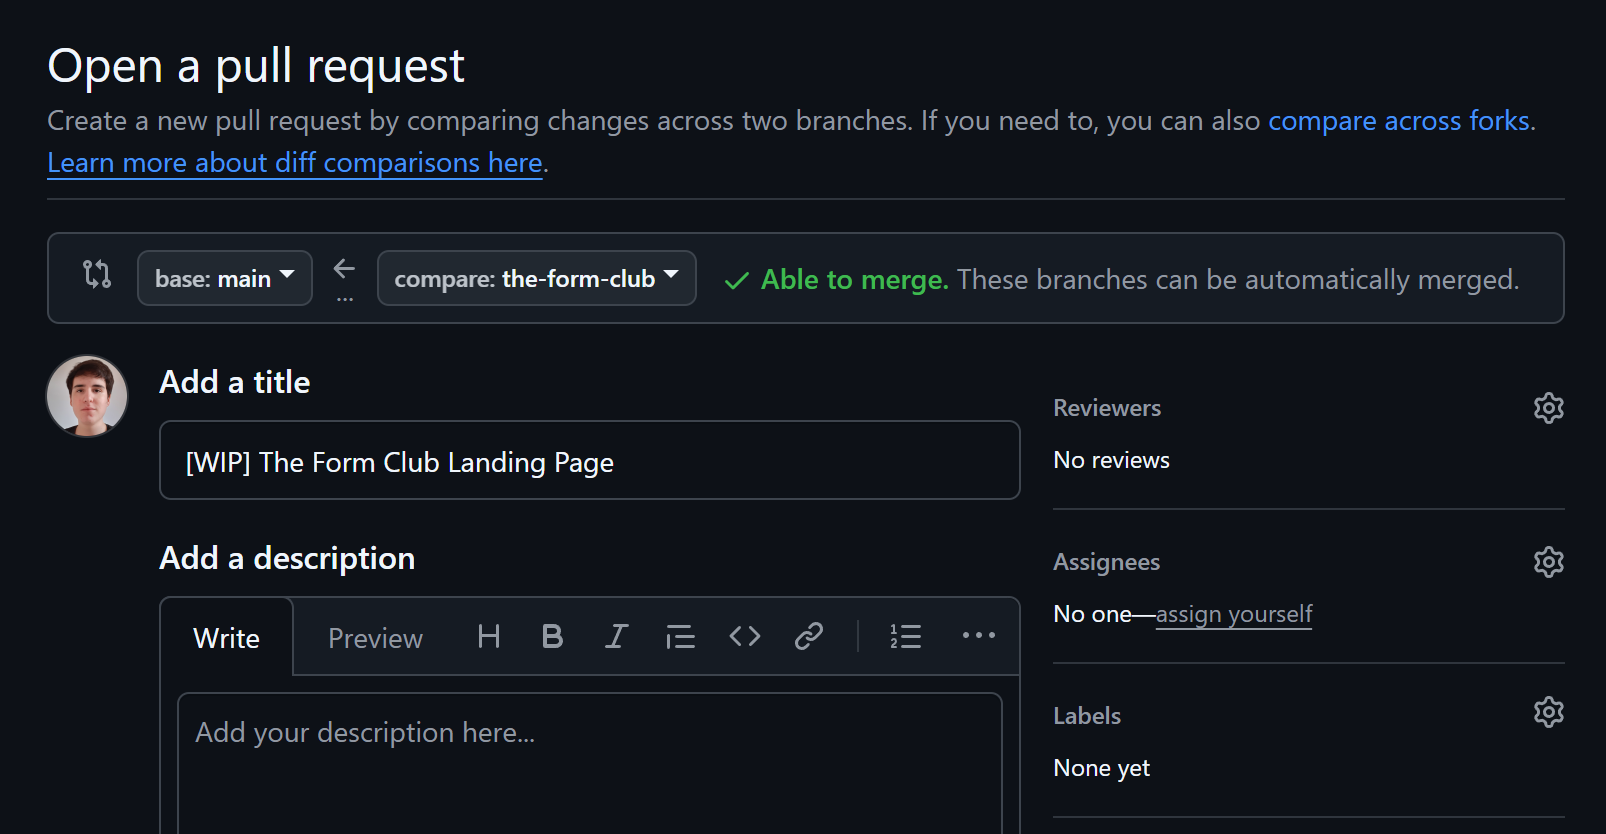 Open a pull request
Create a new pull request by comparing changes across two branches. If you need to, you can also compare across forks.
Learn more about diff comparisons here.
base: main
...
compare: the-form-club
Able to merge. These branches can be automatically merged.
Add a title
[WIP] The Form Club Landing Page
Add a description
Write
Preview
Add your description here...
Reviewers
No reviews
Assignees
No one—assign yourself
Labels
None yet